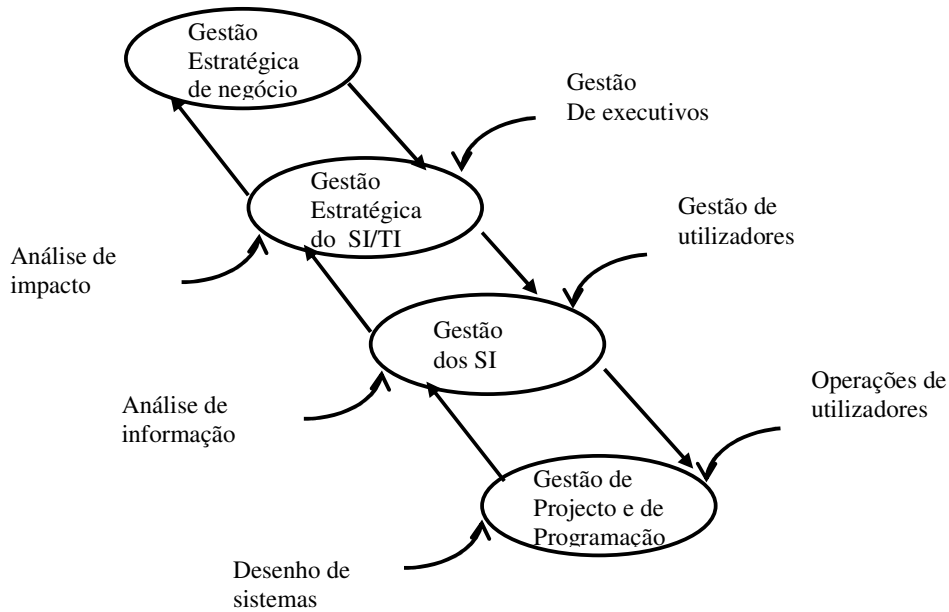 Gestão
Estratégica
de negócio
Gestão
De executivos
Gestão
Estratégica
do SI/TI
Gestão de
utilizadores
Análise de
impacto
Gestão
dos SI
Operações de
utilizadores
Análise de
informação
Gestão de
Projecto e de
Programação
Desenho de
sistemas